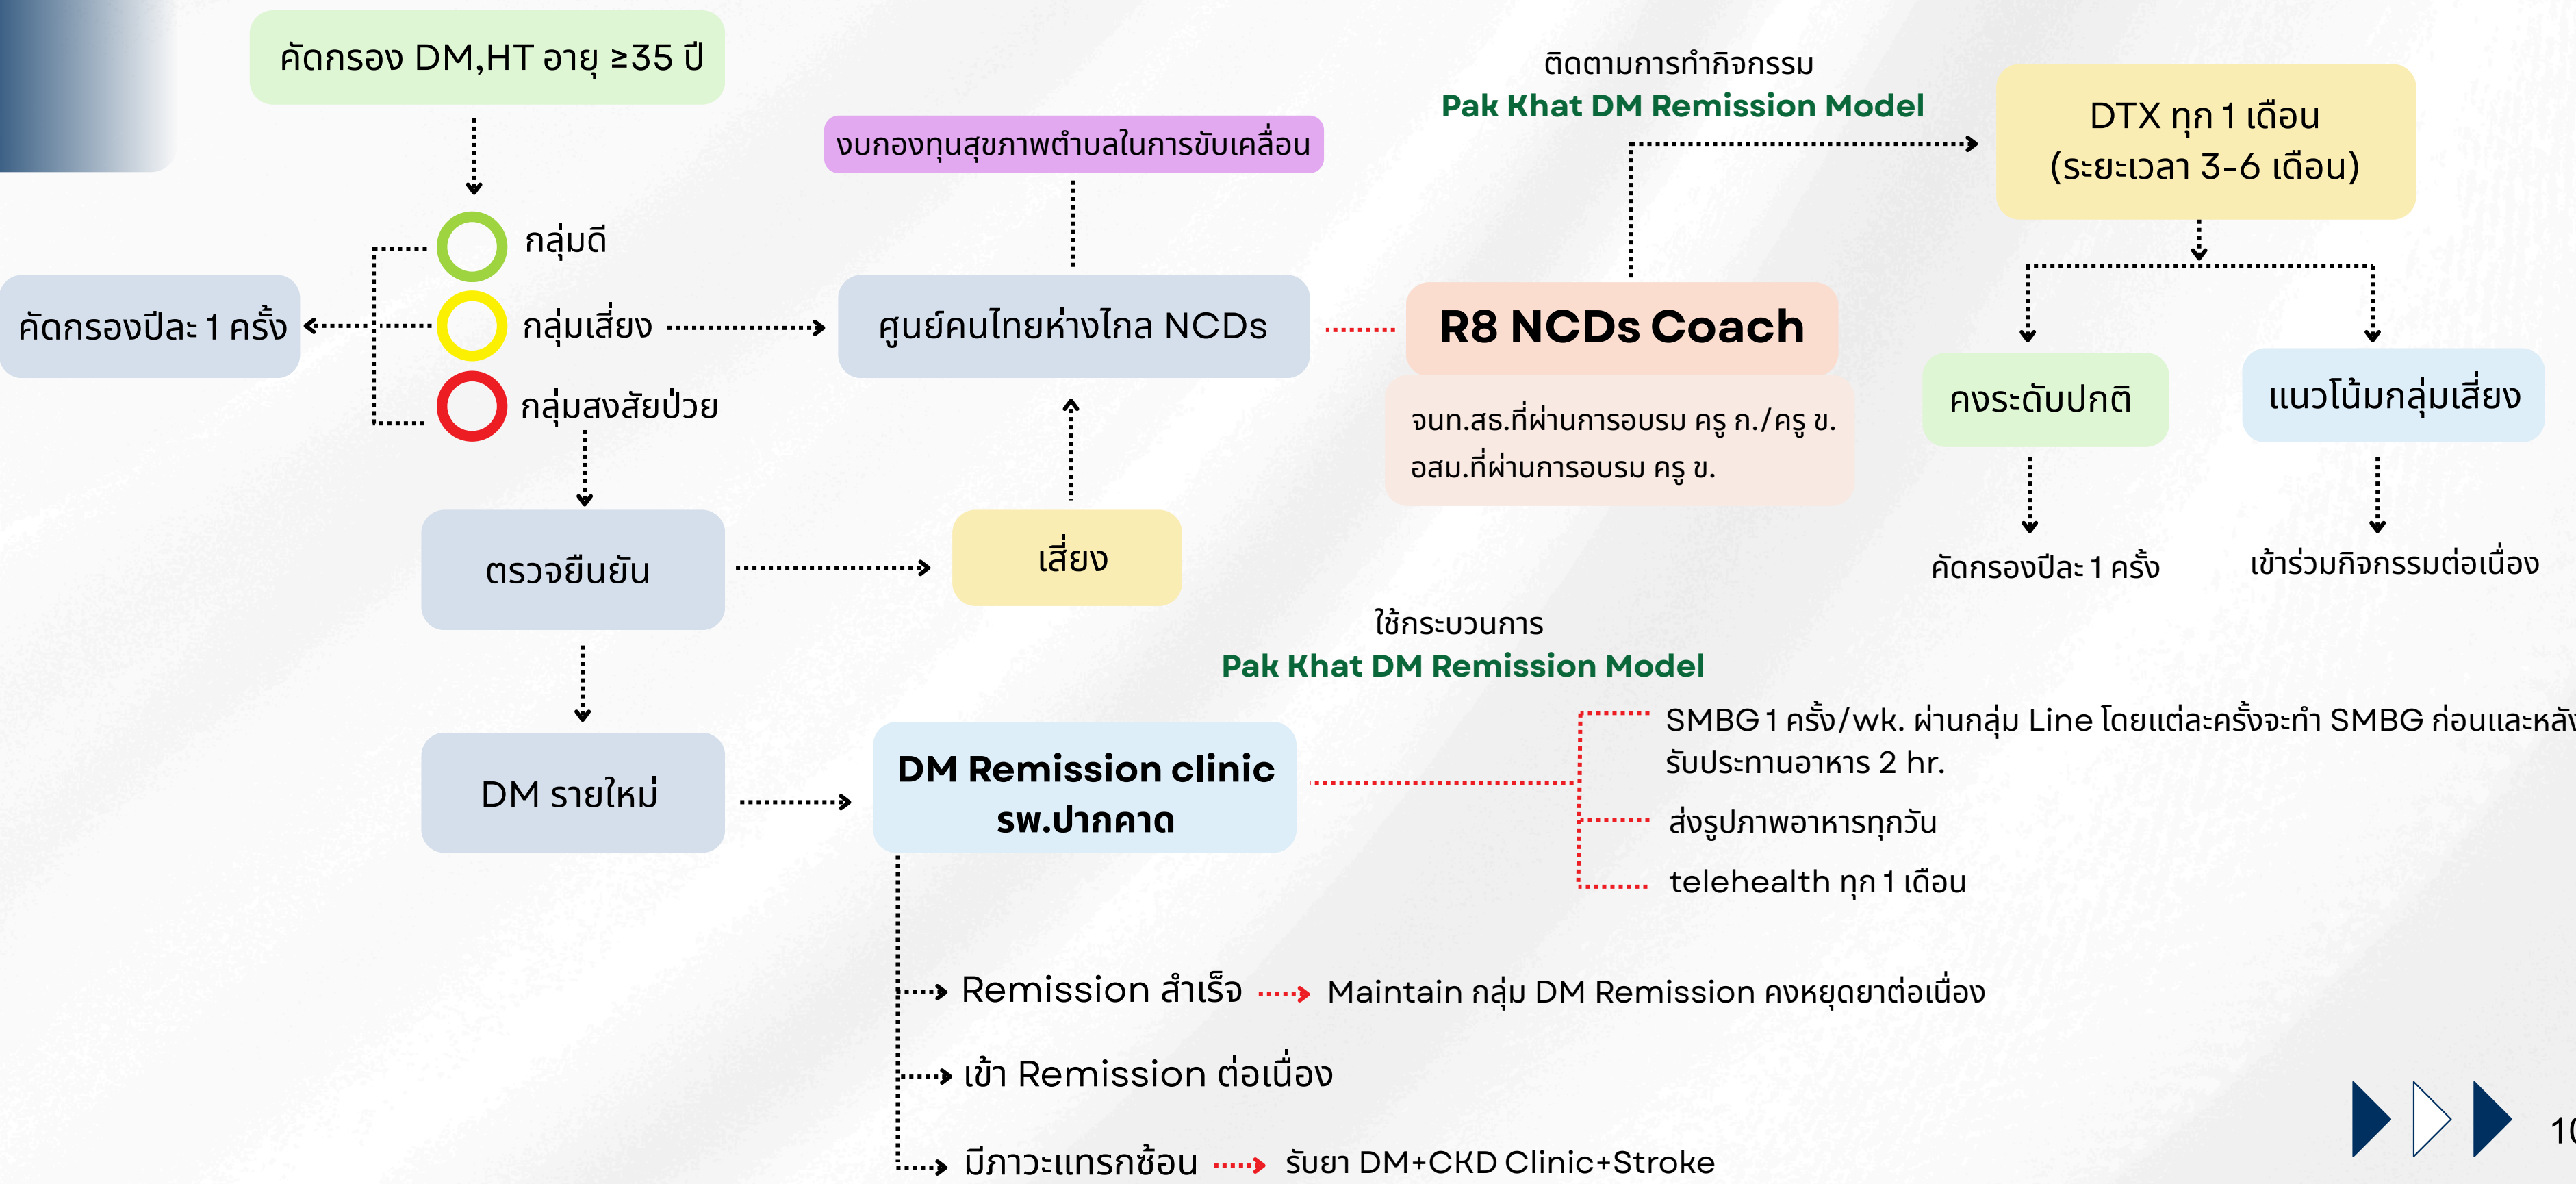 คัดกรอง DM,HT อายุ ≥35 ปี
กลุ่มดี
กลุ่มเสี่ยง
กลุ่มสงสัยป่วย
คัดกรองปีละ 1 ครั้ง
งบกองทุนสุขภาพตำบลในการขับเคลื่อน
ศูนย์คนไทยห่างไกล NCDs
R8 NCDs Coach
จนท.สธ.ที่ผ่านการอบรม ครู ก./ครู ข.
อสม.ที่ผ่านการอบรม ครู ข.
ติดตามการทำกิจกรรม
Pak Khat DM Remission Model
DTX ทุก 1 เดือน
(ระยะเวลา 3-6 เดือน)
คงระดับปกติ
แนวโน้มกลุ่มเสี่ยง
คัดกรองปีละ 1 ครั้ง
เข้าร่วมกิจกรรมต่อเนื่อง
ตรวจยืนยัน
เสี่ยง
DM รายใหม่
DM Remission clinic
รพ.ปากคาด
ใช้กระบวนการ
Pak Khat DM Remission Model
SMBG 1 ครั้ง/wk. ผ่านกลุ่ม Line โดยแต่ละครั้งจะทำ SMBG ก่อนและหลัง
รับประทานอาหาร 2 hr.
ส่งรูปภาพอาหารทุกวัน
telehealth ทุก 1 เดือน
Remission สำเร็จ
Maintain กลุ่ม DM Remission คงหยุดยาต่อเนื่อง
เข้า Remission ต่อเนื่อง
มีภาวะแทรกซ้อน
รับยา DM+CKD Clinic+Stroke